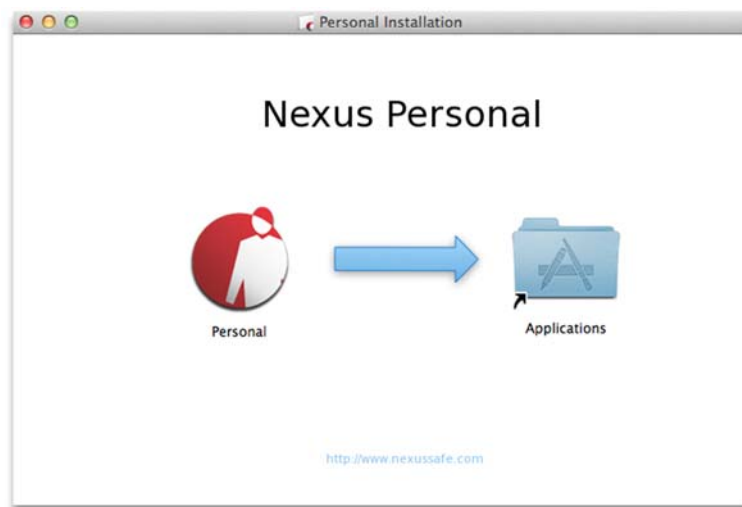 Personal Installation
Nexus Personal
Personal
Applications
http://www.nexussafe.com